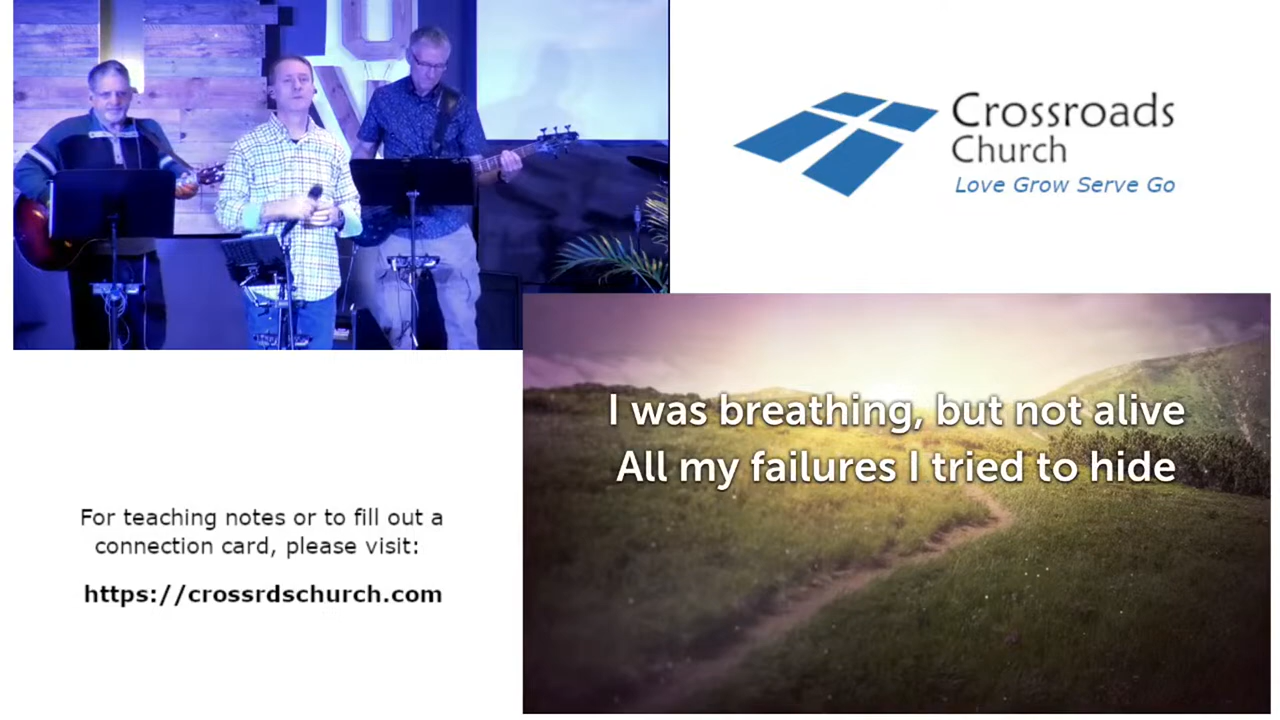 Crossroads
Church
Love Grow Serve Go
I was breathing, but not alive
All my failures I tried to hide
For teaching notes or to fill out a
connection card, please visit:
https://crossrdschurch.com